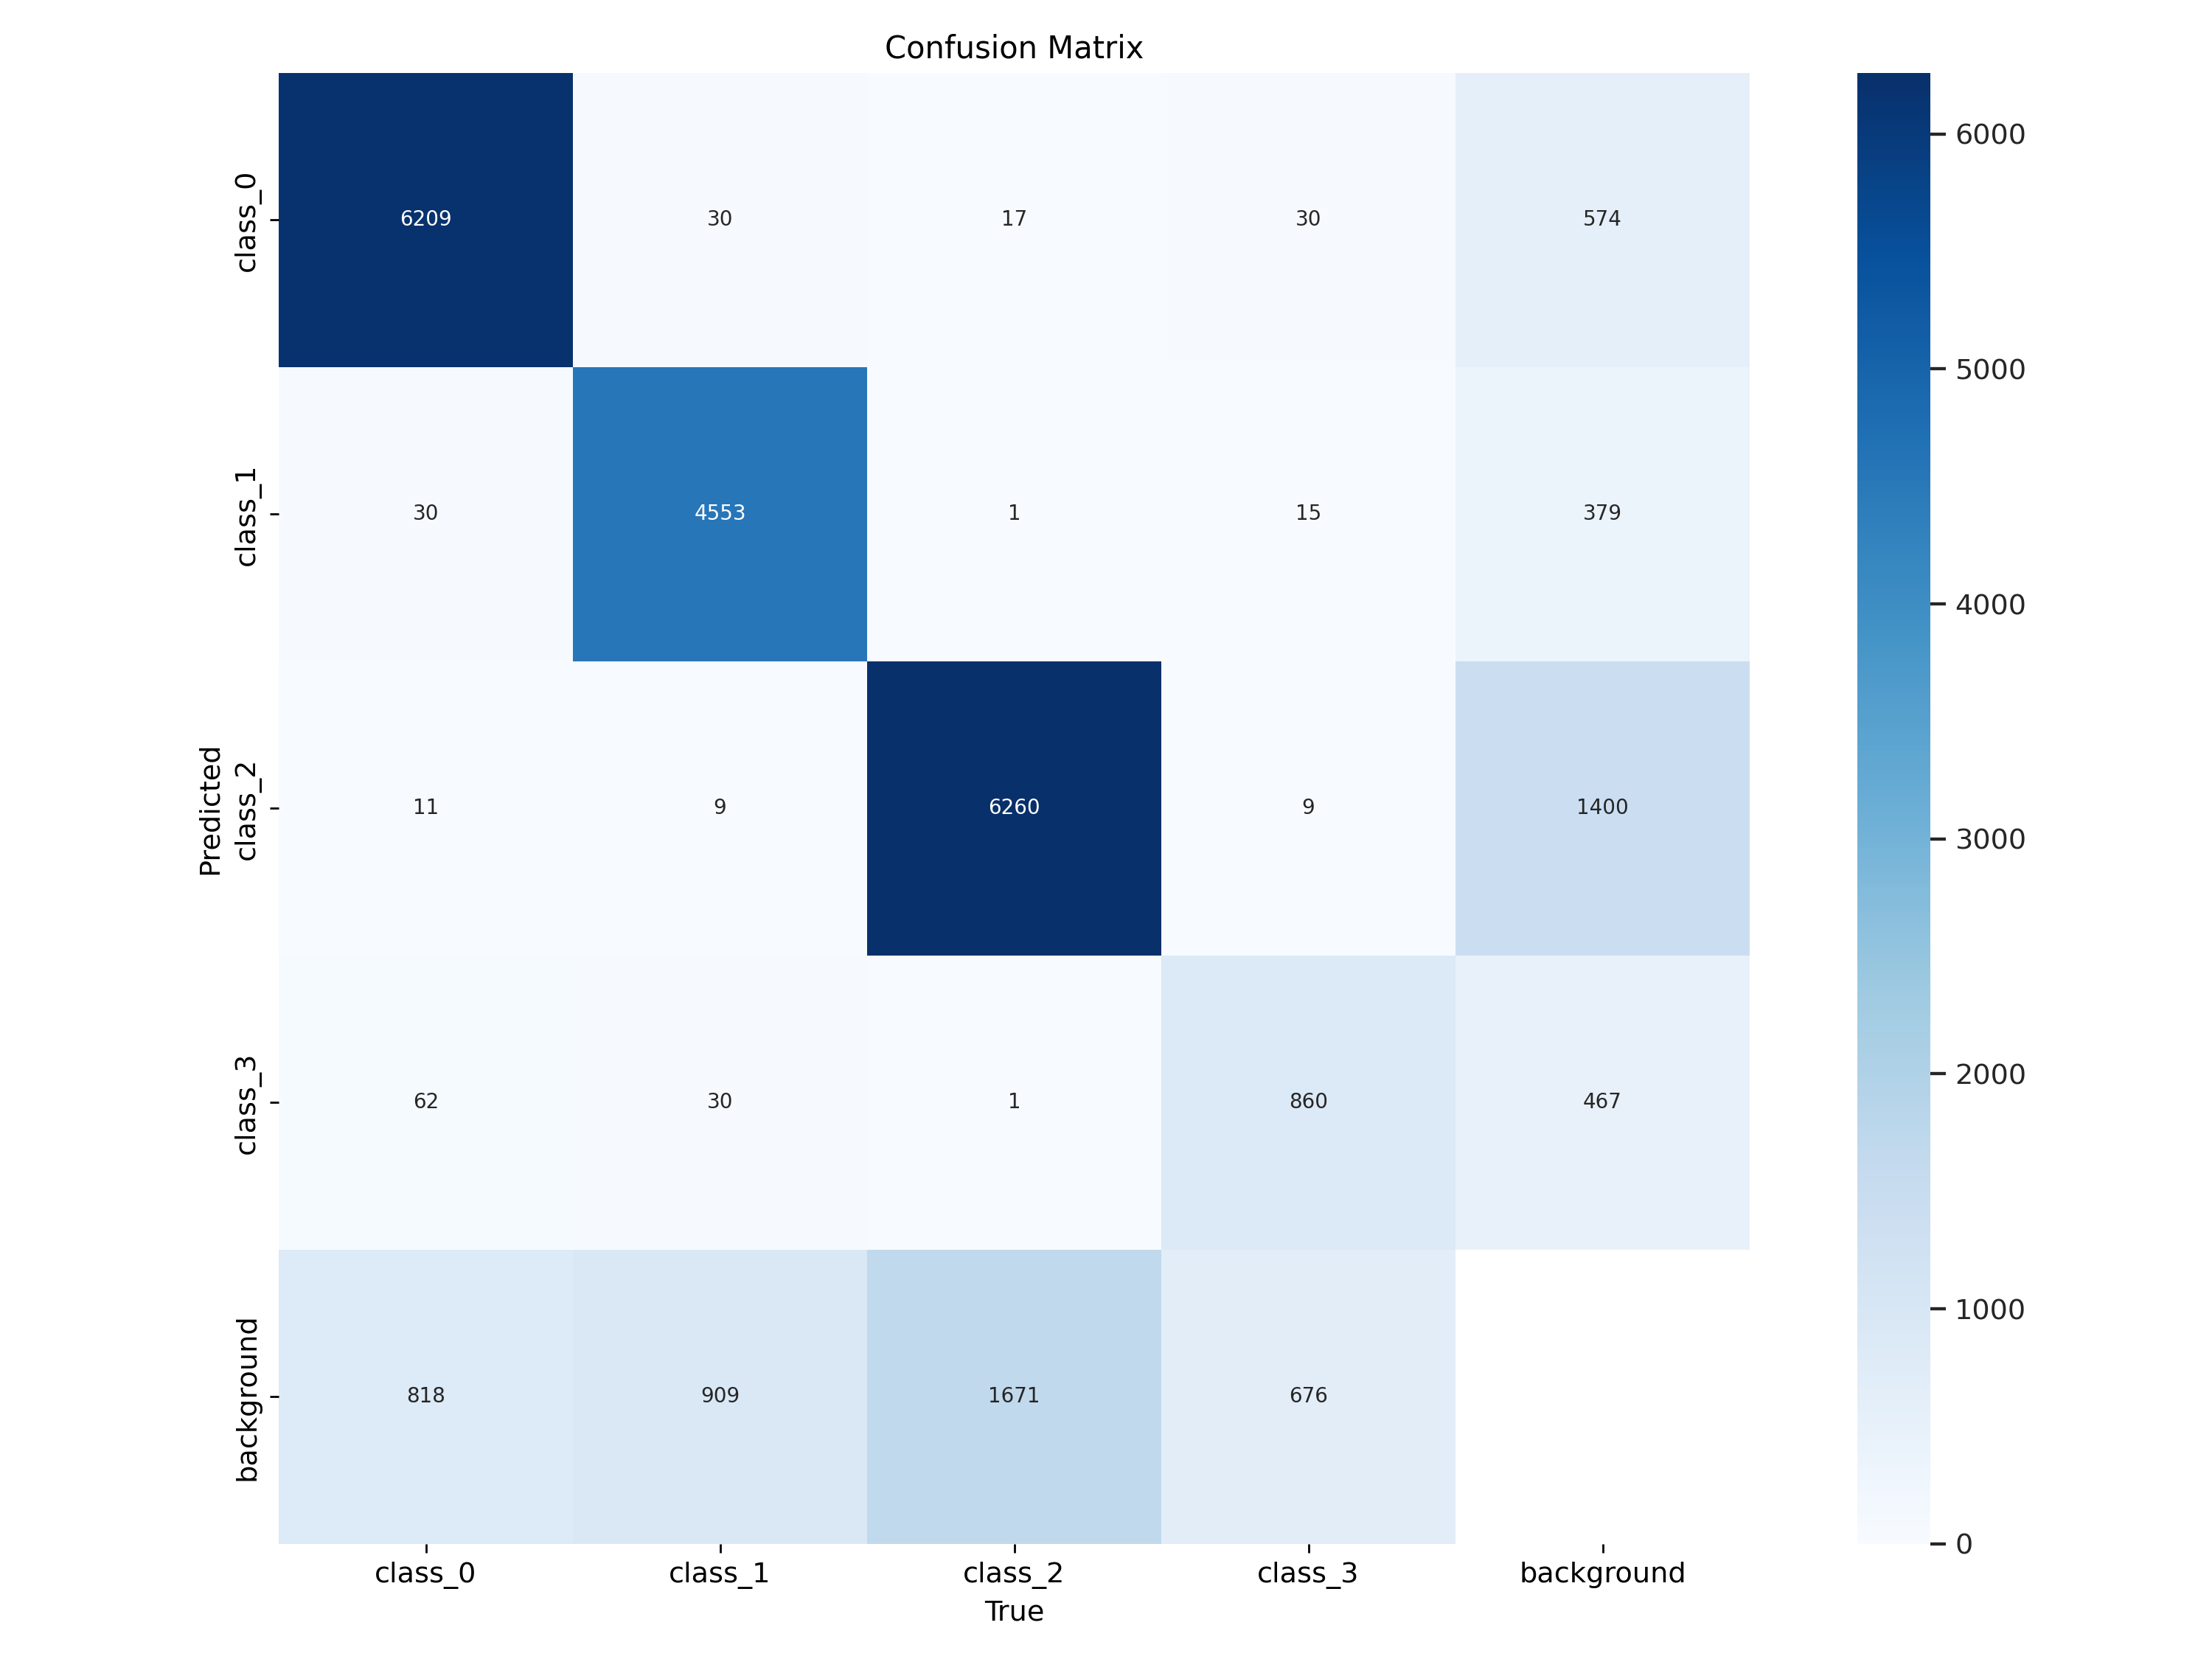 Confusion Matrix
class_0
6209
30
17
30
574
class_1
30
4553
1
15
379
Predicted
class_2
11
9
6260
9
1400
class_3
62
30
1
860
467
background
818
909
1671
676
class_0
class_1
class_2
class_3
background
True
6000
5000
4000
3000
2000
1000
0